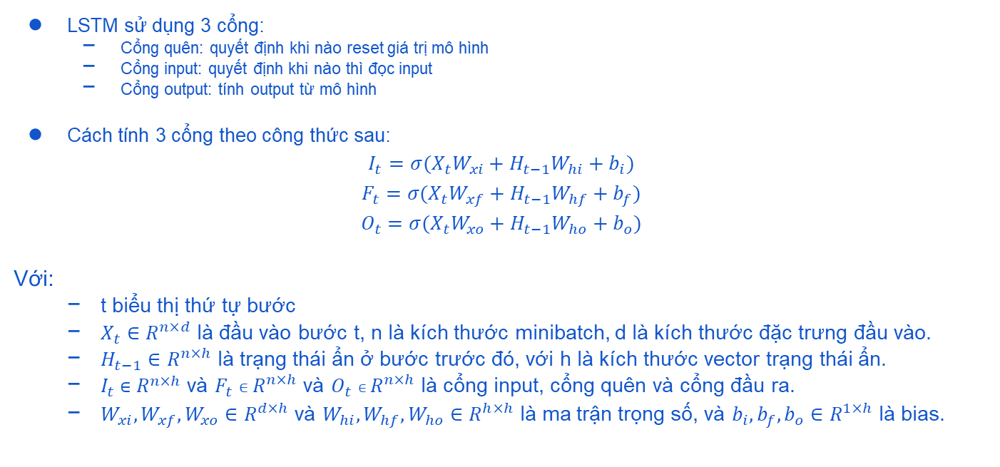 ● LSTM sử dụng 3 cổng:
− Cổng quên: quyết định khi nào reset giá trị mô hình
− Cổng input: quyết định khi nào thì đọc input
− Cổng output: tính output từ mô hình
● Cách tính 3 cổng theo công thức sau:
$I_t = \sigma(X_t W_{xi} + H_{t-1} W_{hi} + b_i)$
$F_t = \sigma(X_t W_{xf} + H_{t-1} W_{hf} + b_f)$
$O_t = \sigma(X_t W_{xo} + H_{t-1} W_{ho} + b_o)$
Với:
− t biểu thị thứ tự bước
− $X_t \in R^{n \times d}$ là đầu vào bước t, n là kích thước minibatch, d là kích thước đặc trưng đầu vào.
− $H_{t-1} \in R^{n \times h}$ là trạng thái ẩn ở bước trước đó, với h là kích thước vector trạng thái ẩn.
− $I_t \in R^{n \times h}$ và $F_t \in R^{n \times h}$ và $O_t \in R^{n \times h}$ là cổng input, cổng quên và cổng đầu ra.
− $W_{xi}, W_{xf}, W_{xo} \in R^{d \times h}$ và $W_{hi}, W_{hf}, W_{ho} \in R^{h \times h}$ là ma trận trọng số, và $b_i, b_f, b_o \in R^{1 \times h}$ là bias.